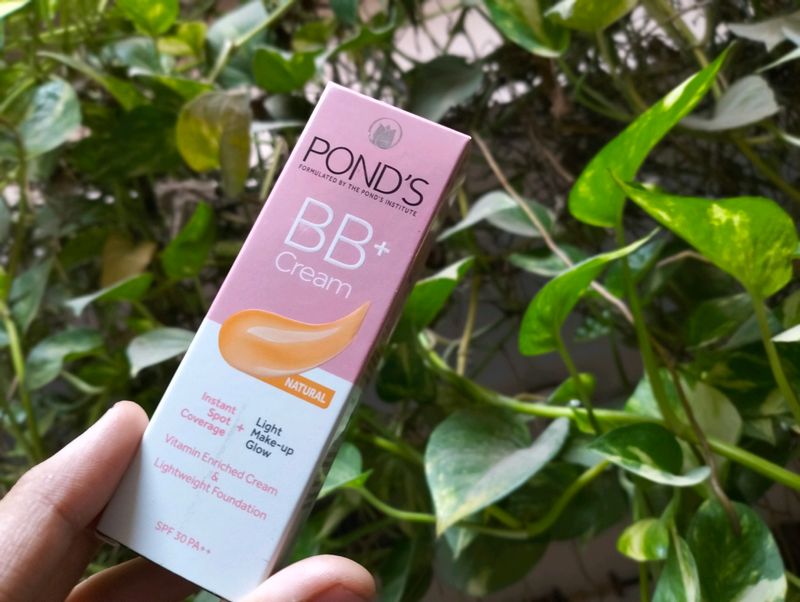 POND'S
FORMULATED BY THE POND'S INSTITUTE
BB+
Cream
NATURAL
Instant
Spot
Coverage
+
Light
Make-up
Glow
Vitamin Enriched Cream
&
Lightweight Foundation
SPF 30 PA++